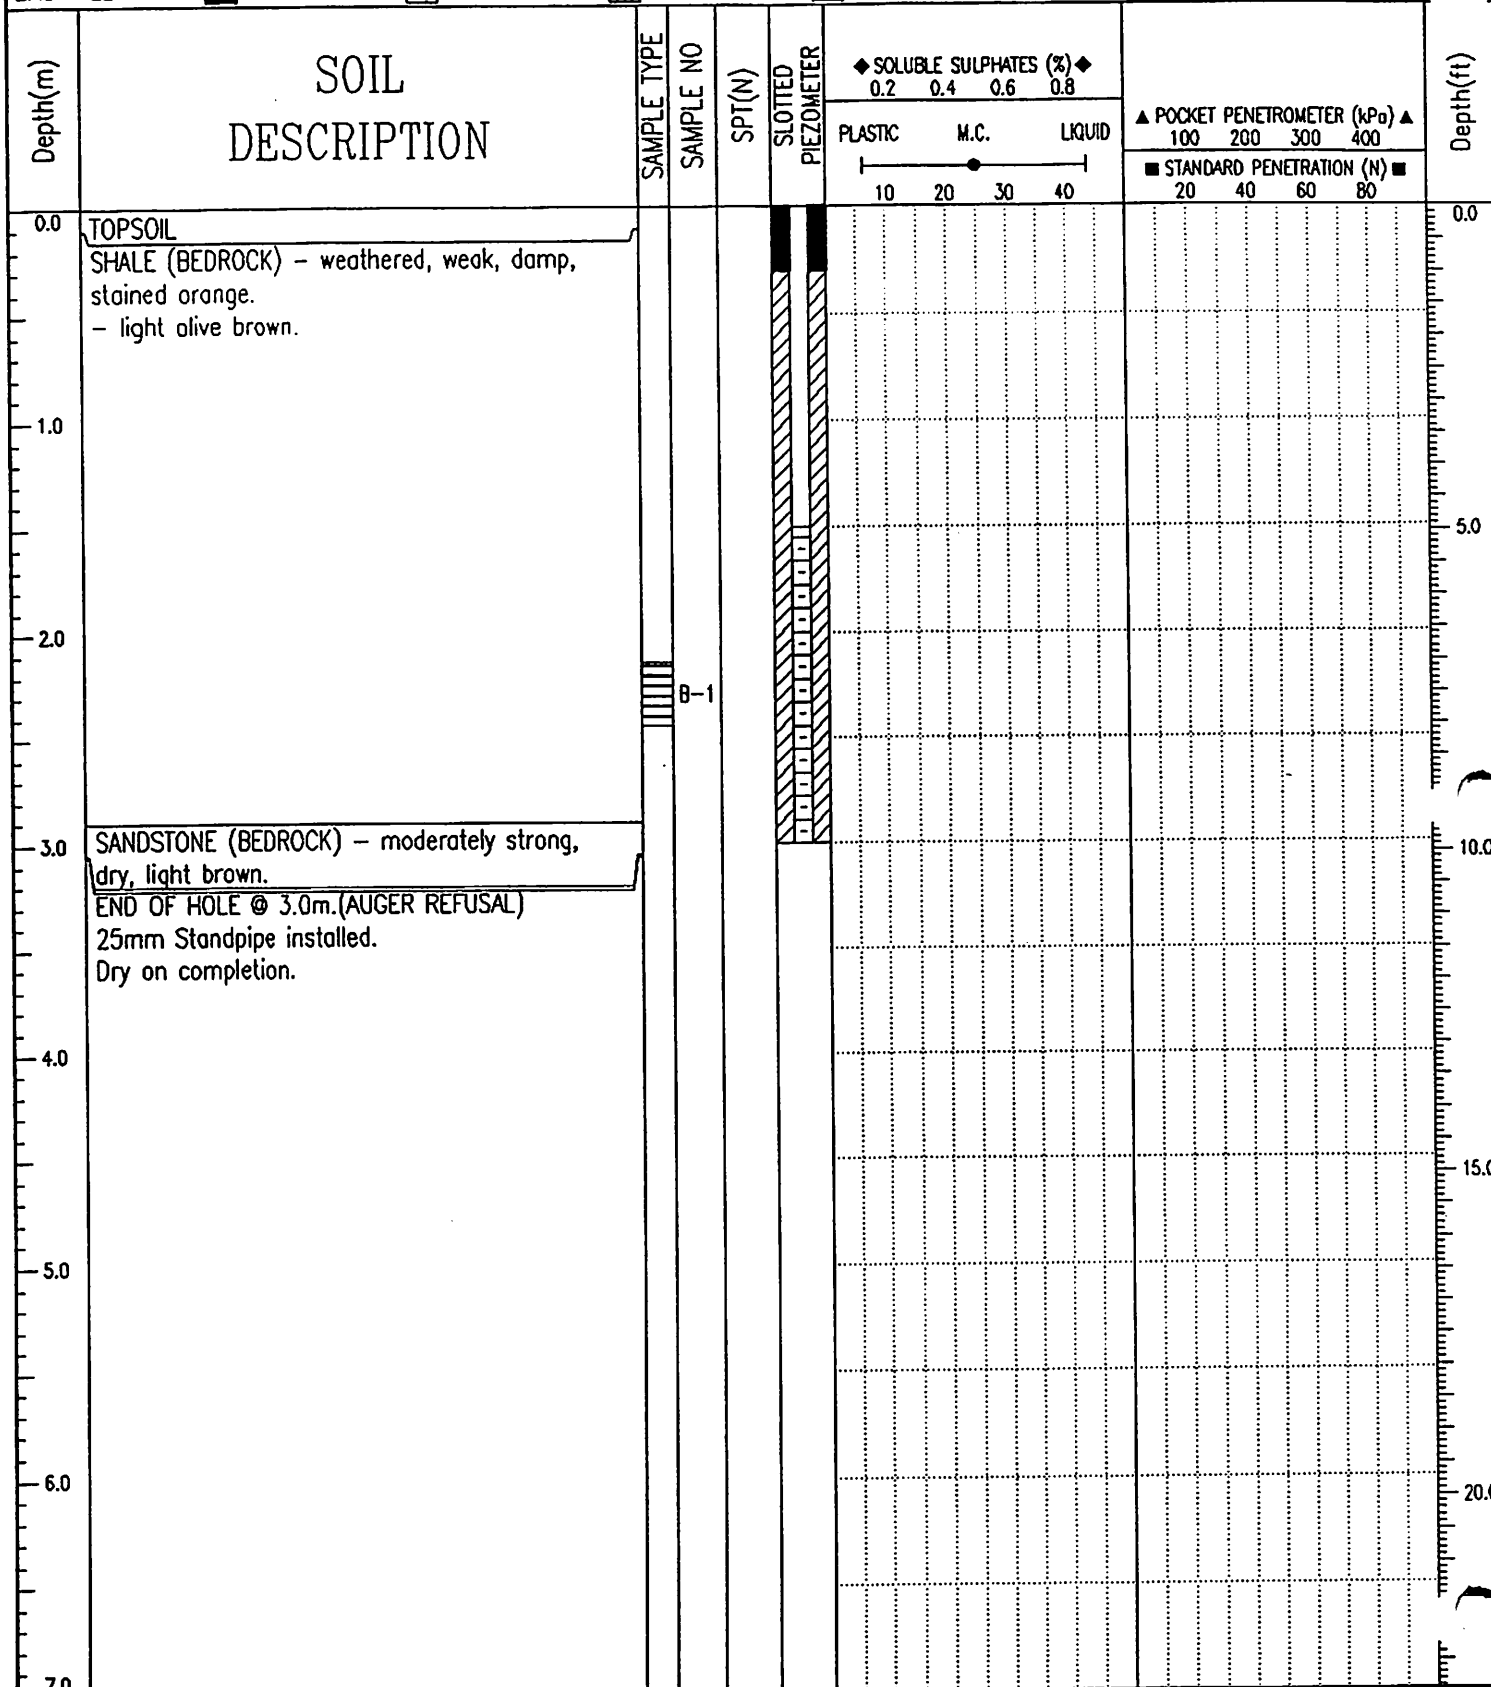 Depth(m)
SOIL
DESCRIPTION
SAMPLE TYPE
SAMPLE NO
SPT(N)
SLOTTED
PIEZOMETER
◆ SOLUBLE SULPHATES (%) ◆
0.2 0.4 0.6 0.8
PLASTIC M.C. LIQUID
10 20 30 40
▲ POCKET PENETROMETER (kPa) ▲
100 200 300 400
■ STANDARD PENETRATION (N) ■
20 40 60 80
Depth(ft)
0.0
TOPSOIL
SHALE (BEDROCK) – weathered, weak, damp,
stained orange.
– light olive brown.
1.0
2.0
B-1
SANDSTONE (BEDROCK) – moderately strong,
3.0
dry, light brown.
END OF HOLE @ 3.0m.(AUGER REFUSAL)
25mm Standpipe installed.
Dry on completion.
4.0
5.0
6.0
7.0
0.0
5.0
10.0
15.0
20.0